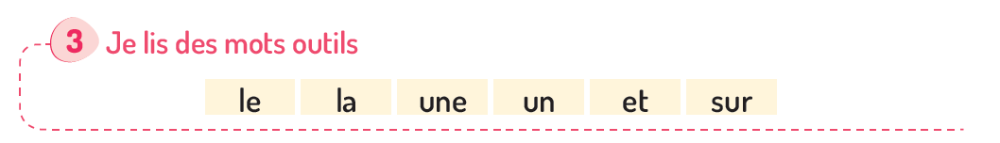 3 Je lis des mots outils
le la une un et sur